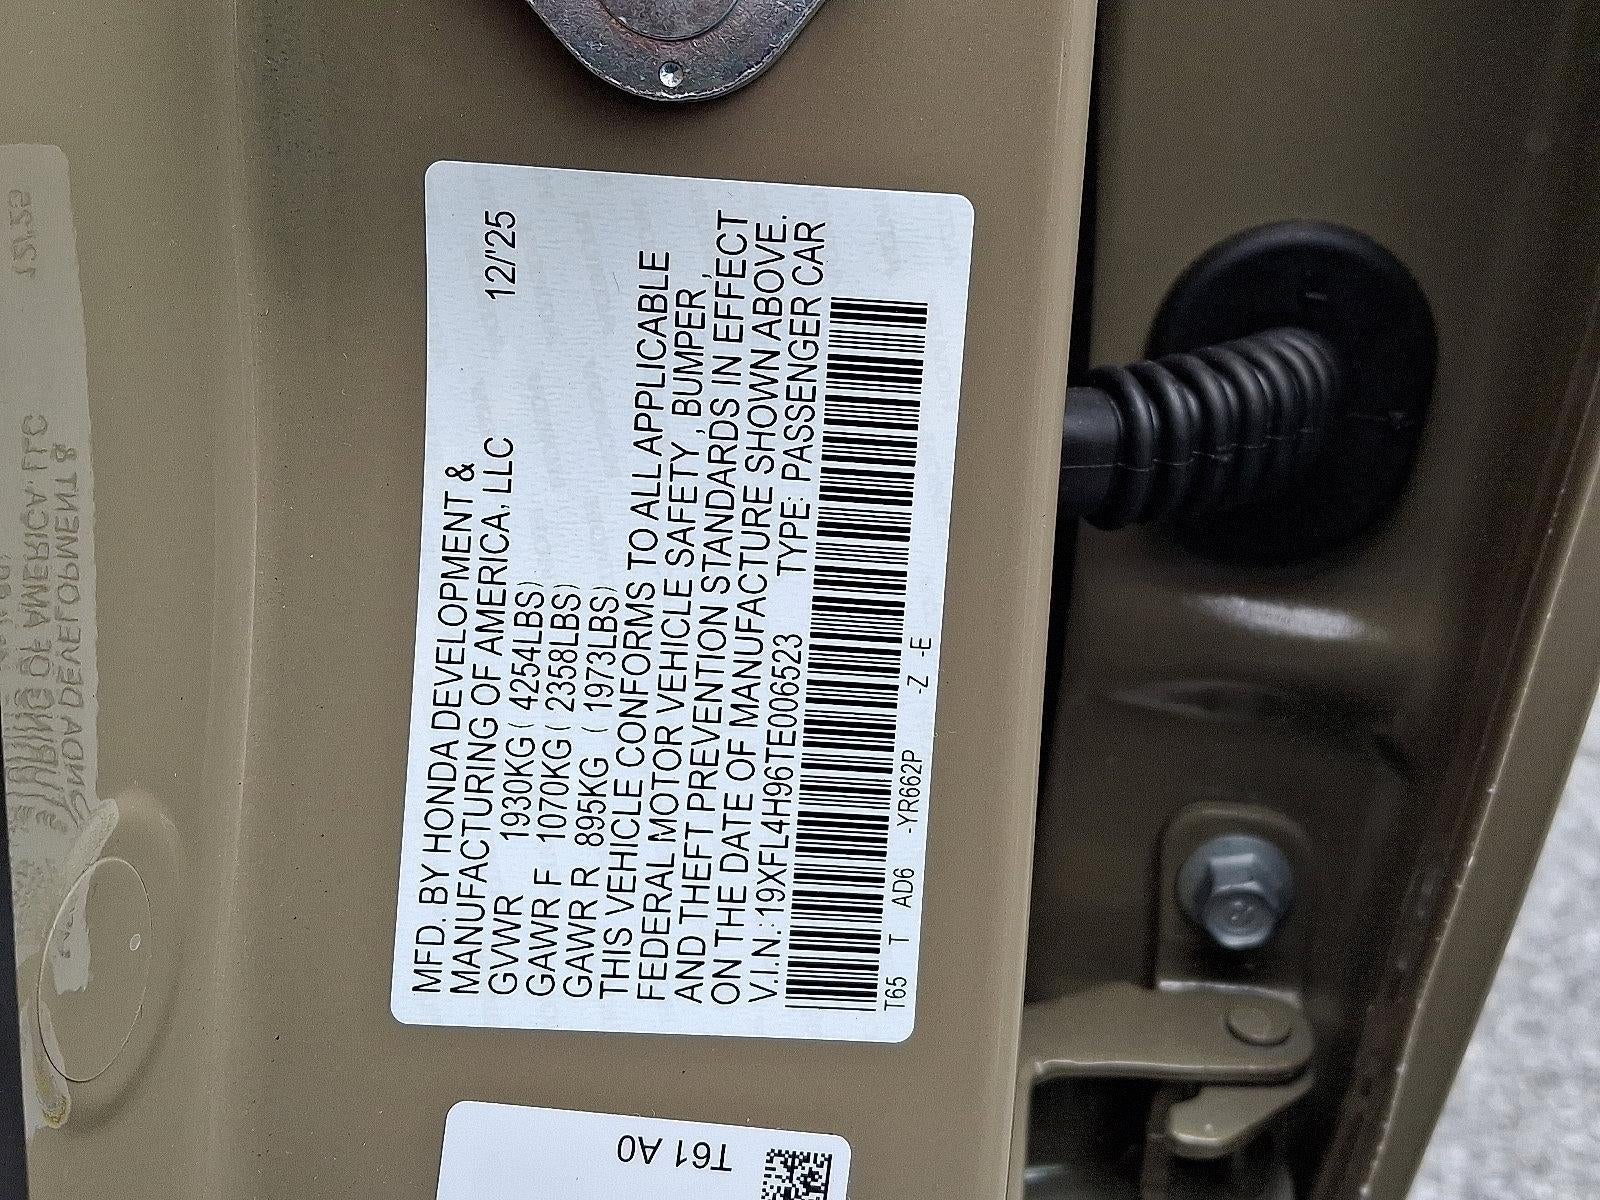 MFD. BY HONDA DEVELOPMENT &
MANUFACTURING OF AMERICA, LLC 12/'25
GVWR 1930KG ( 4254LBS)
GAWR F 1070KG ( 2358LBS)
GAWR R 895KG ( 1973LBS)
THIS VEHICLE CONFORMS TO ALL APPLICABLE
FEDERAL MOTOR VEHICLE SAFETY , BUMPER ,
AND THEFT PREVENTION STANDARDS IN EFFECT
ON THE DATE OF MANUFACTURE SHOWN ABOVE.
V.I.N.:19XFL4H96TE006523 TYPE: PASSENGER CAR
T65 T AD6 -YR662P -Z -E
T61 A0